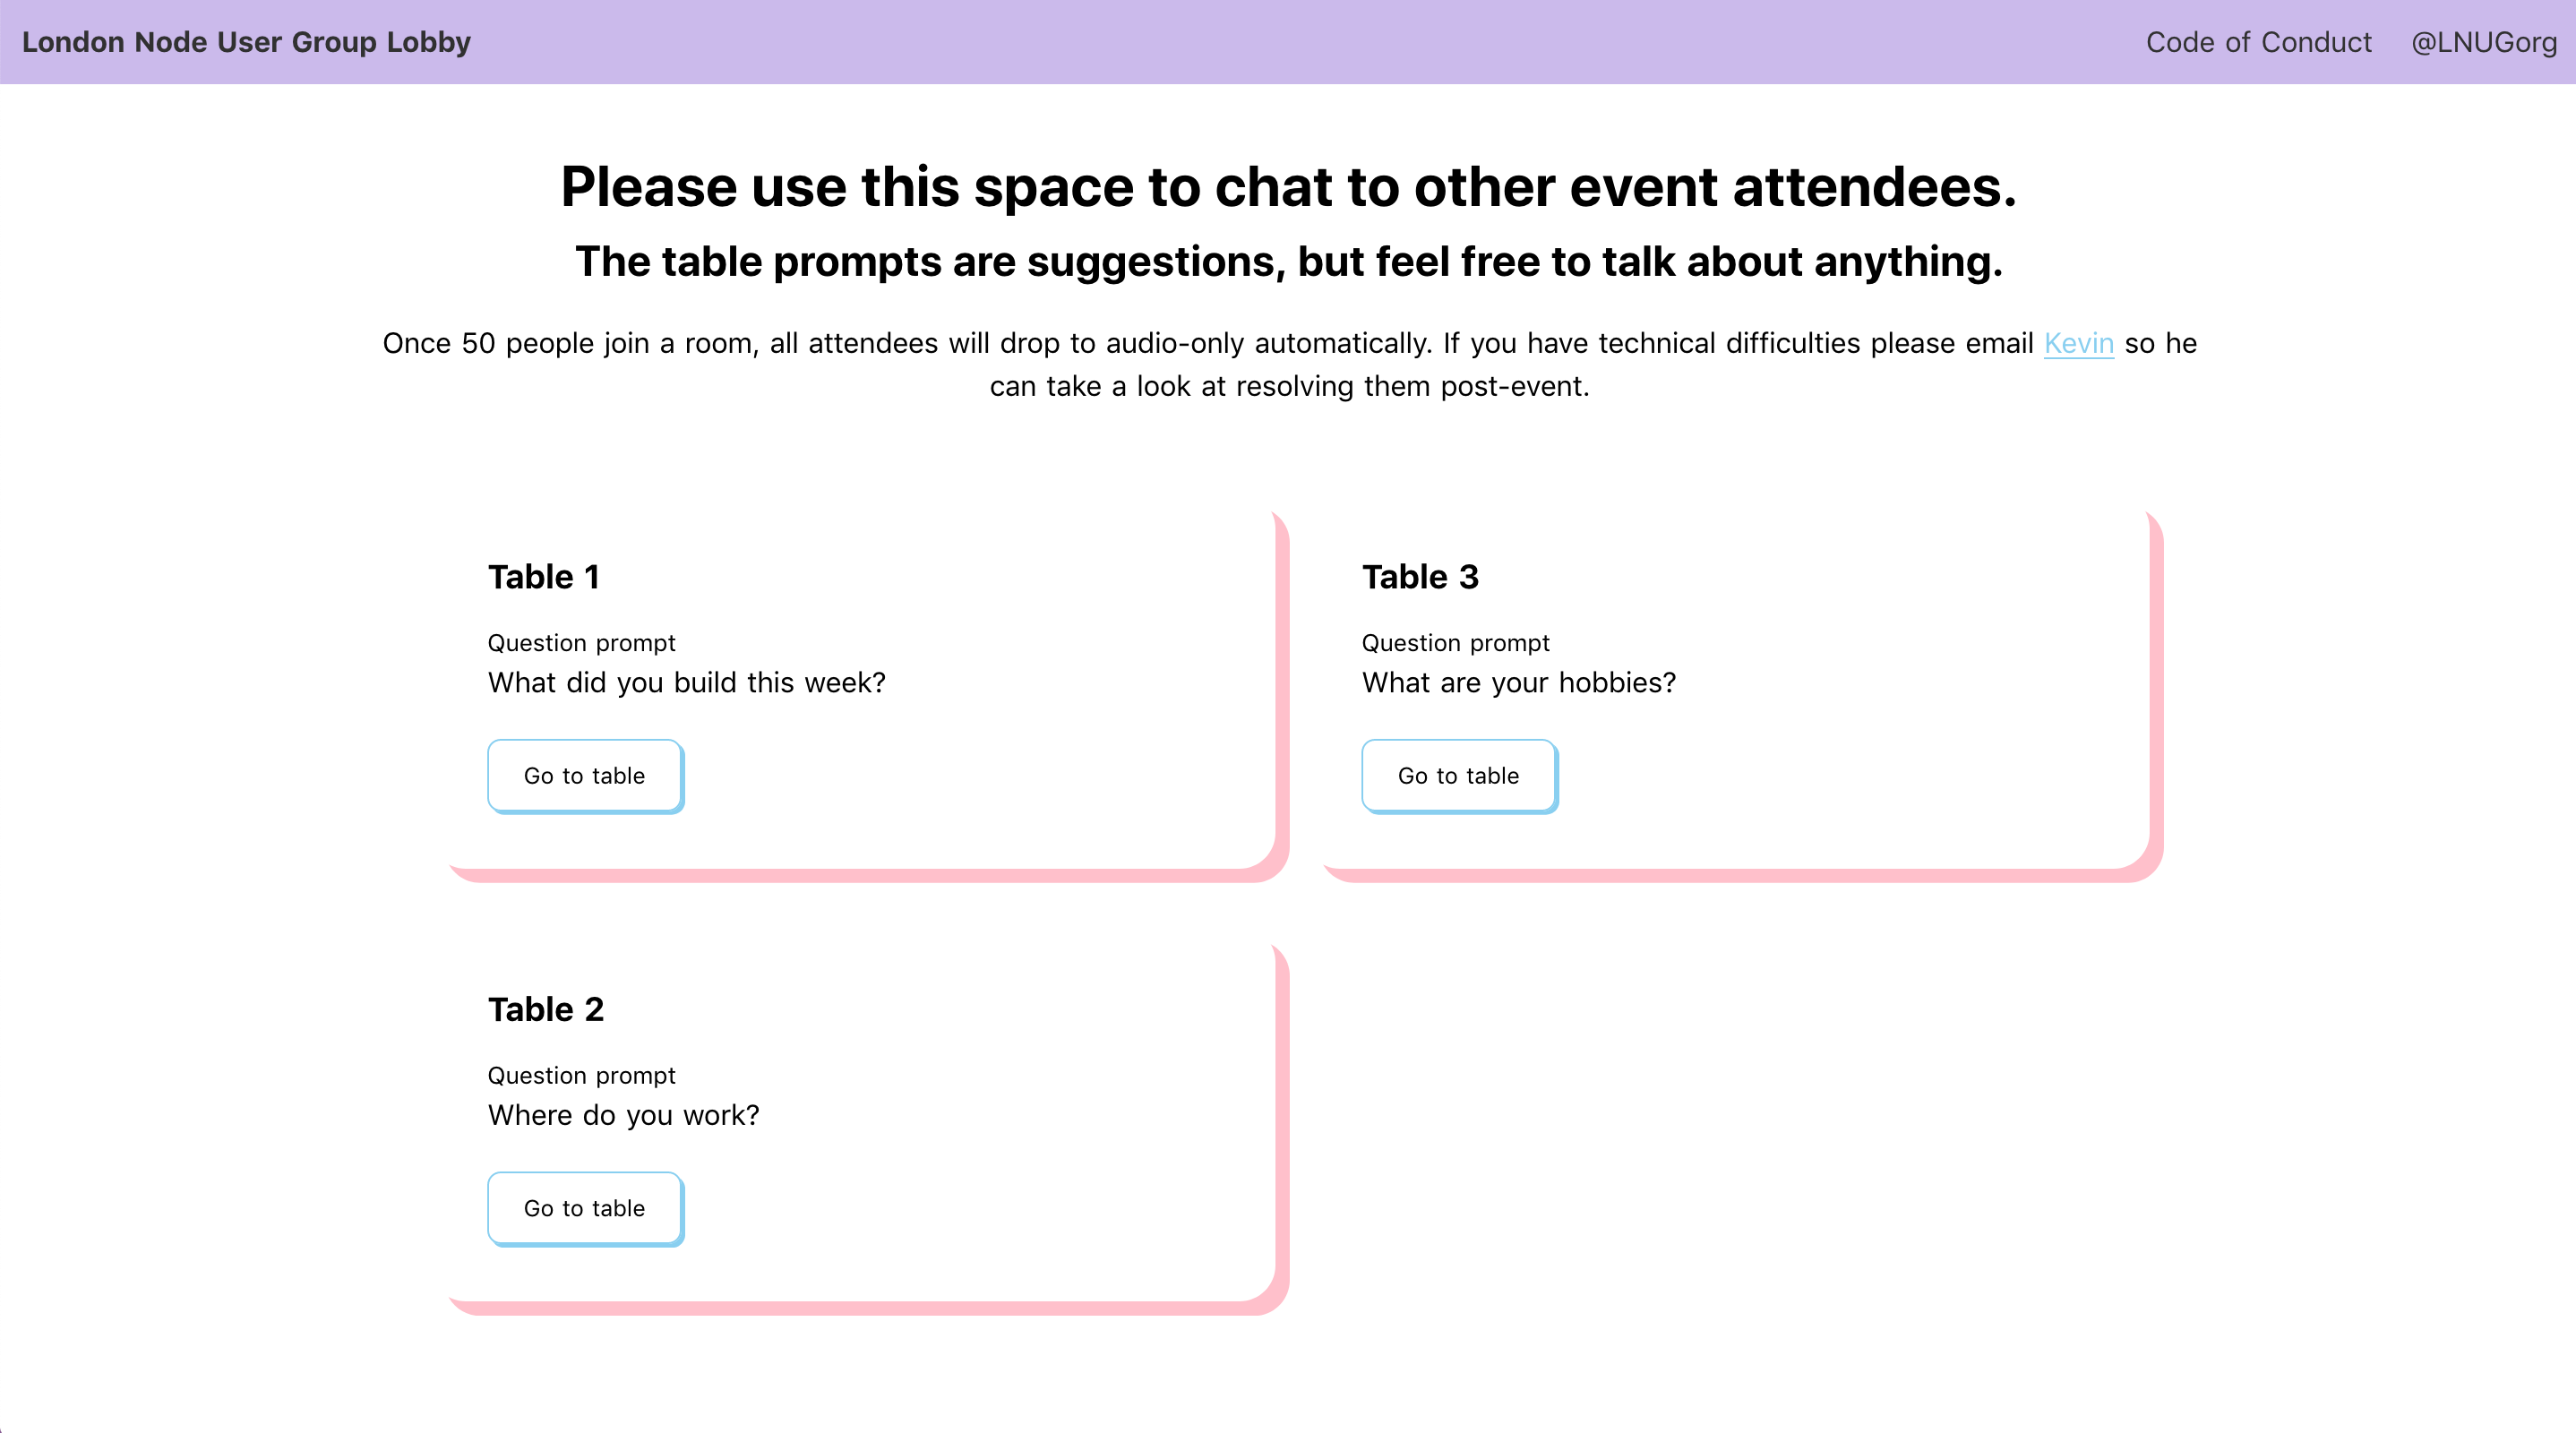 London Node User Group Lobby
Code of Conduct
@LNUGorg
Please use this space to chat to other event attendees.
The table prompts are suggestions, but feel free to talk about anything.
Once 50 people join a room, all attendees will drop to audio-only automatically. If you have technical difficulties please email Kevin so he
can take a look at resolving them post-event.
Table 1
Question prompt
What did you build this week?
Go to table
Table 3
Question prompt
What are your hobbies?
Go to table
Table 2
Question prompt
Where do you work?
Go to table